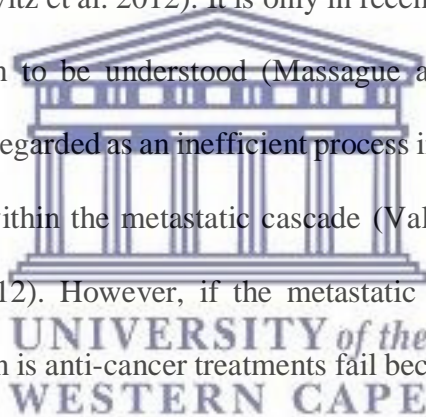 vitz et al. 2012). It is only in recen
n to be understood (Massague a
egarded as an inefficient process i
vithin the metastatic cascade (Val
12). However, if the metastatic
UNIVERSITY of the
n is anti-cancer treatments fail bec
WESTERN CAPE